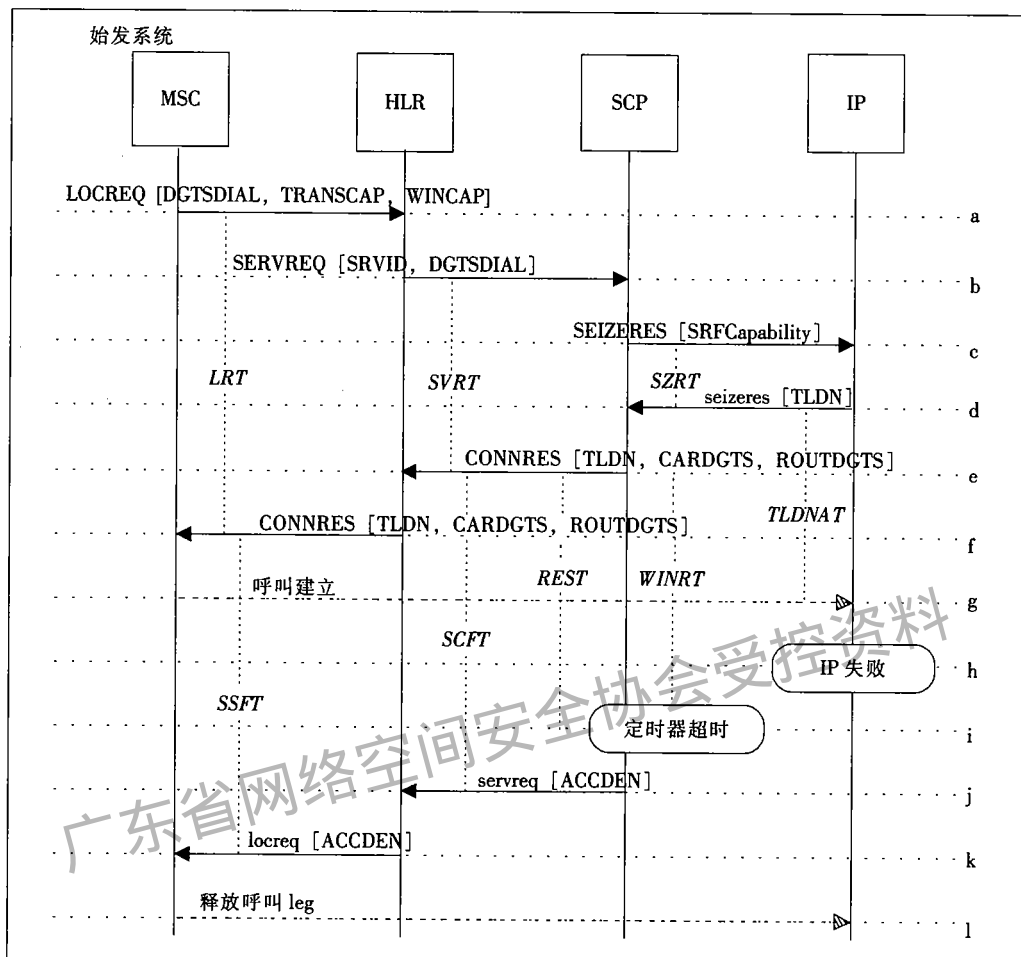 始发系统
MSC
HLR
SCP
IP
LOCREQ [DGTSDIAL, TRANSCAP, WINCAP]
a
SERVREQ [SRVID, DGTSDIAL]
b
SEIZERES [SRFCapability]
c
LRT
SVRT
SZRT
seizeres [TLDN]
d
CONNRES [TLDN, CARDGTS, ROUTDGTS]
e
TLDNAT
CONNRES [TLDN, CARDGTS, ROUTDGTS]
f
REST
WINRT
呼叫建立
g
SCFT
IP 失败
h
SSFT
定时器超时
i
servreq [ACCDEN]
j
locreq [ACCDEN]
k
释放呼叫 leg
l
广东省网络空间安全协会受控资料